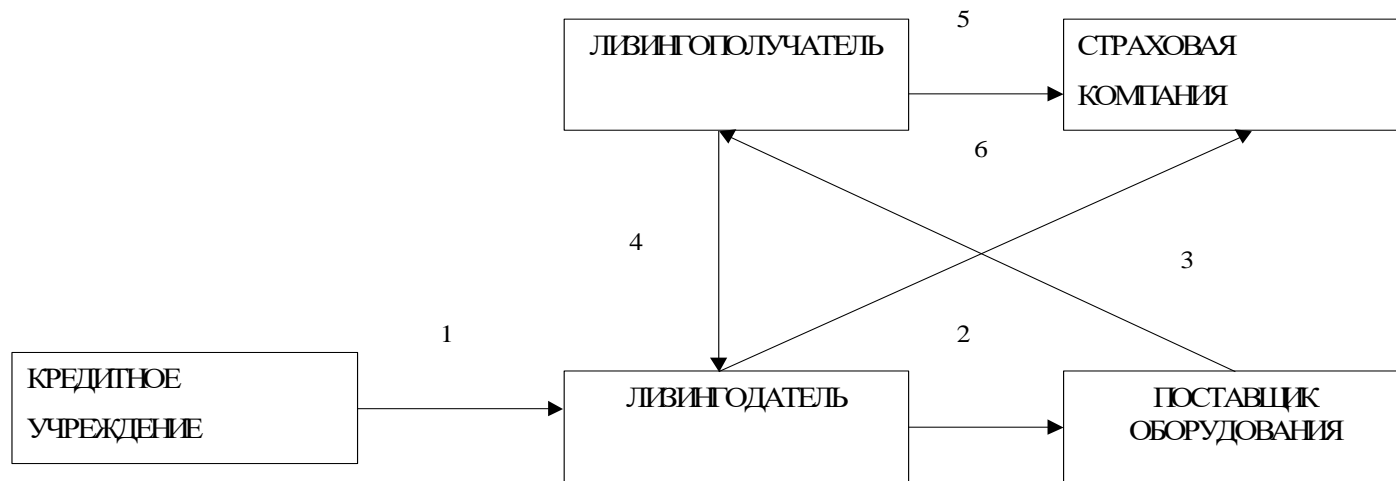 5
ЛИЗИНГОПОЛУЧАТЕЛЬ
СТРАХОВАЯ
КОМПАНИЯ
6
4
3
1
2
КРЕДИТНОЕ
УЧРЕЖДЕНИЕ
ЛИЗИНГОДАТЕЛЬ
ПОСТАВЩИК
ОБОРУДОВАНИЯ